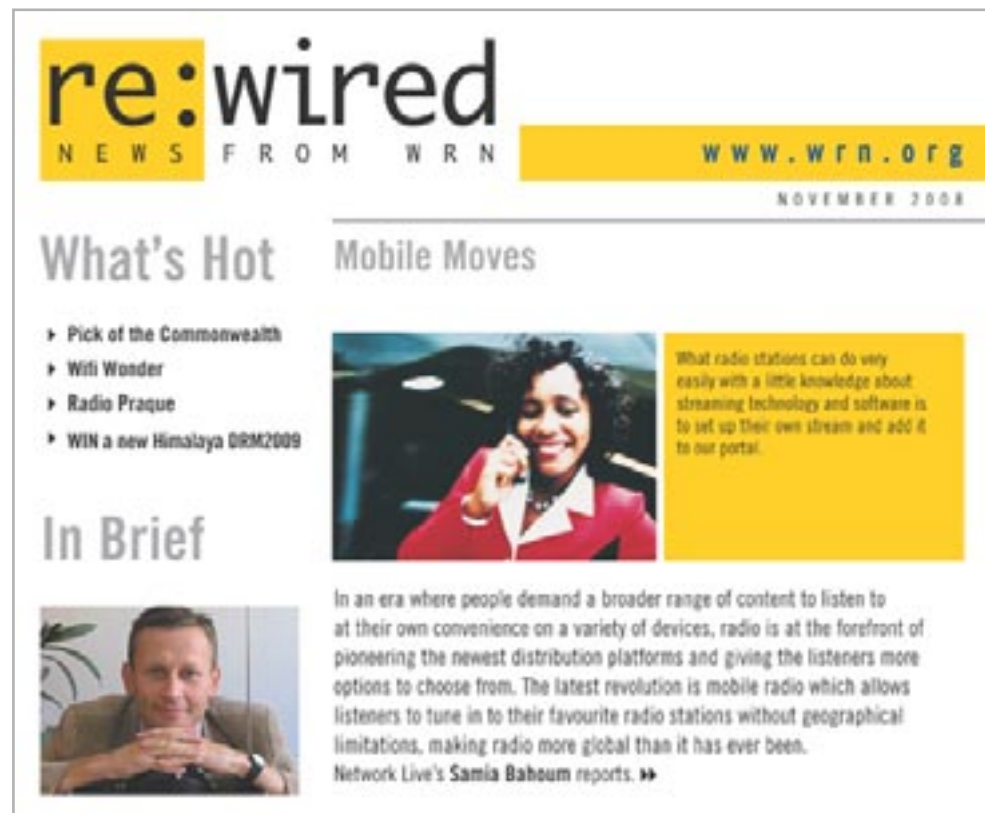 re:wired
NEWS FROM WRN
www.wrn.org
NOVEMBER 2008
What's Hot
Pick of the Commonwealth
Wifi Wonder
Radio Praque
WIN a new Himalaya DRM2009
In Brief
Mobile Moves
What radio stations can do very
easily with a little knowledge about
streaming technology and software is
to set up their own stream and add it
to our portal.
In an era where people demand a broader range of content to listen to
at their own convenience on a variety of devices, radio is at the forefront of
pioneering the newest distribution platforms and giving the listeners more
options to choose from. The latest revolution is mobile radio which allows
listeners to tune in to their favourite radio stations without geographical
limitations, making radio more global than it has ever been.
Network Live's Samia Bahoum reports.